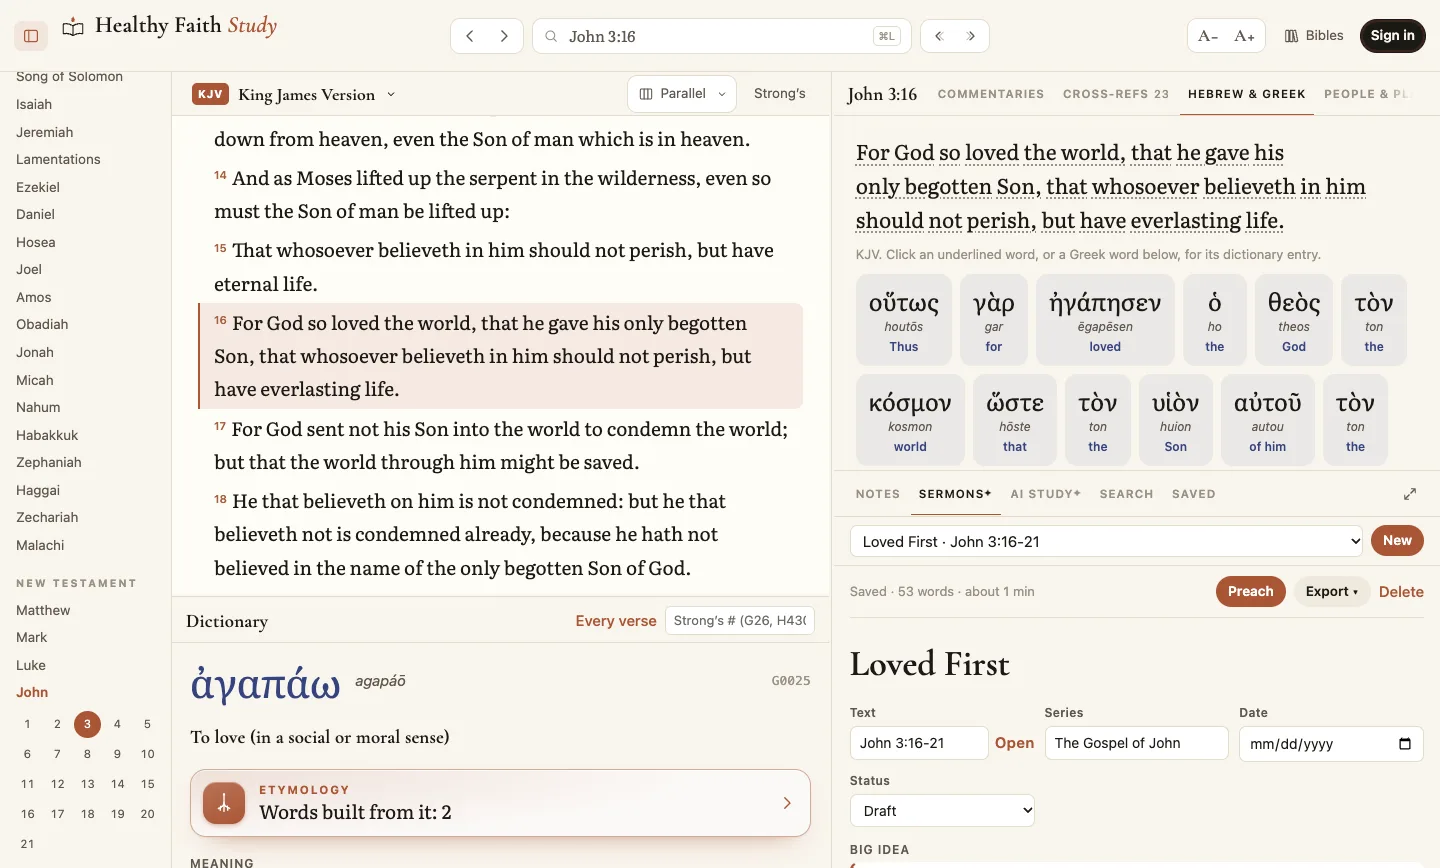 Healthy Faith Study
John 3:16
⌘L
A−
A+
Bibles
Sign in
Song of Solomon
Isaiah
Jeremiah
Lamentations
Ezekiel
Daniel
Hosea
Joel
Amos
Obadiah
Jonah
Micah
Nahum
Habakkuk
Zephaniah
Haggai
Zechariah
Malachi
NEW TESTAMENT
Matthew
Mark
Luke
John
1 2 3 4 5
6 7 8 9 10
11 12 13 14 15
16 17 18 19 20
21
KJV King James Version
Parallel
Strong’s
down from heaven, even the Son of man which is in heaven.
14 And as Moses lifted up the serpent in the wilderness, even so
must the Son of man be lifted up:
15 That whosoever believeth in him should not perish, but have
eternal life.
16 For God so loved the world, that he gave his only begotten
Son, that whosoever believeth in him should not perish, but
have everlasting life.
17 For God sent not his Son into the world to condemn the world;
but that the world through him might be saved.
18 He that believeth on him is not condemned: but he that
believeth not is condemned already, because he hath not
believed in the name of the only begotten Son of God.
Dictionary
Every verse
Strong’s # (G26, H430
ἀγαπάω agapáō
G0025
To love (in a social or moral sense)
ETYMOLOGY
Words built from it: 2
MEANING
John 3:16 COMMENTARIES CROSS-REFS 23 HEBREW & GREEK PEOPLE & PL
For God so loved the world, that he gave his
only begotten Son, that whosoever believeth in him
should not perish, but have everlasting life.
KJV. Click an underlined word, or a Greek word below, for its dictionary entry.
οὕτως γὰρ ἠγάπησεν ὁ θεὸς τὸν
houtōs gar ēgapēsen ho theos ton
Thus for loved the God the
κόσμον ὥστε τὸν υἱὸν αὐτοῦ τὸν
kosmon hōste ton huion autou ton
world that the Son of him the
NOTES SERMONS✦ AI STUDY✦ SEARCH SAVED
Loved First · John 3:16-21
New
Saved · 53 words · about 1 min
Preach
Export ▾
Delete
Loved First
Text Series Date
John 3:16-21 Open The Gospel of John mm/dd/yyyy
Status
Draft
BIG IDEA